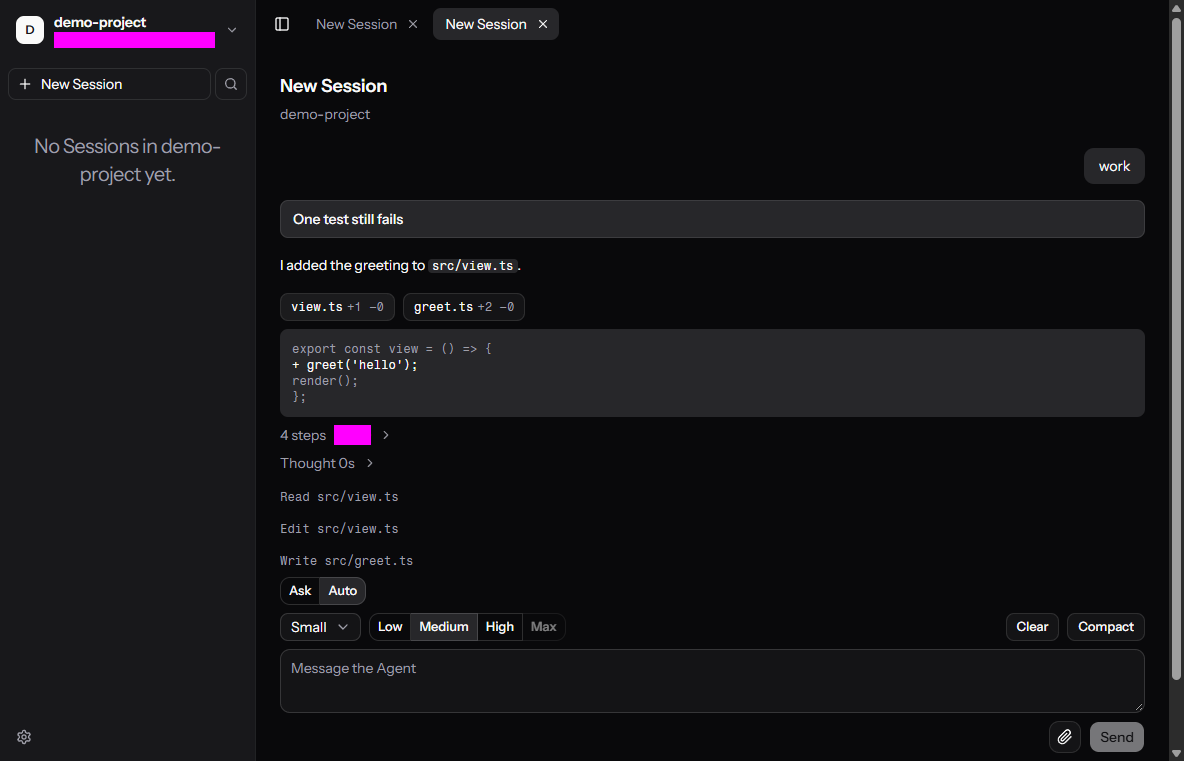 D
demo-project
New Session
No Sessions in demo-
project yet.
New Session
New Session
New Session
demo-project
work
One test still fails
I added the greeting to src/view.ts.
view.ts +1 −0 greet.ts +2 −0
export const view = () => {
+ greet('hello');
render();
};
4 steps
Thought 0s
Read src/view.ts
Edit src/view.ts
Write src/greet.ts
Ask Auto
Small Low Medium High Max Clear Compact
Message the Agent
Send